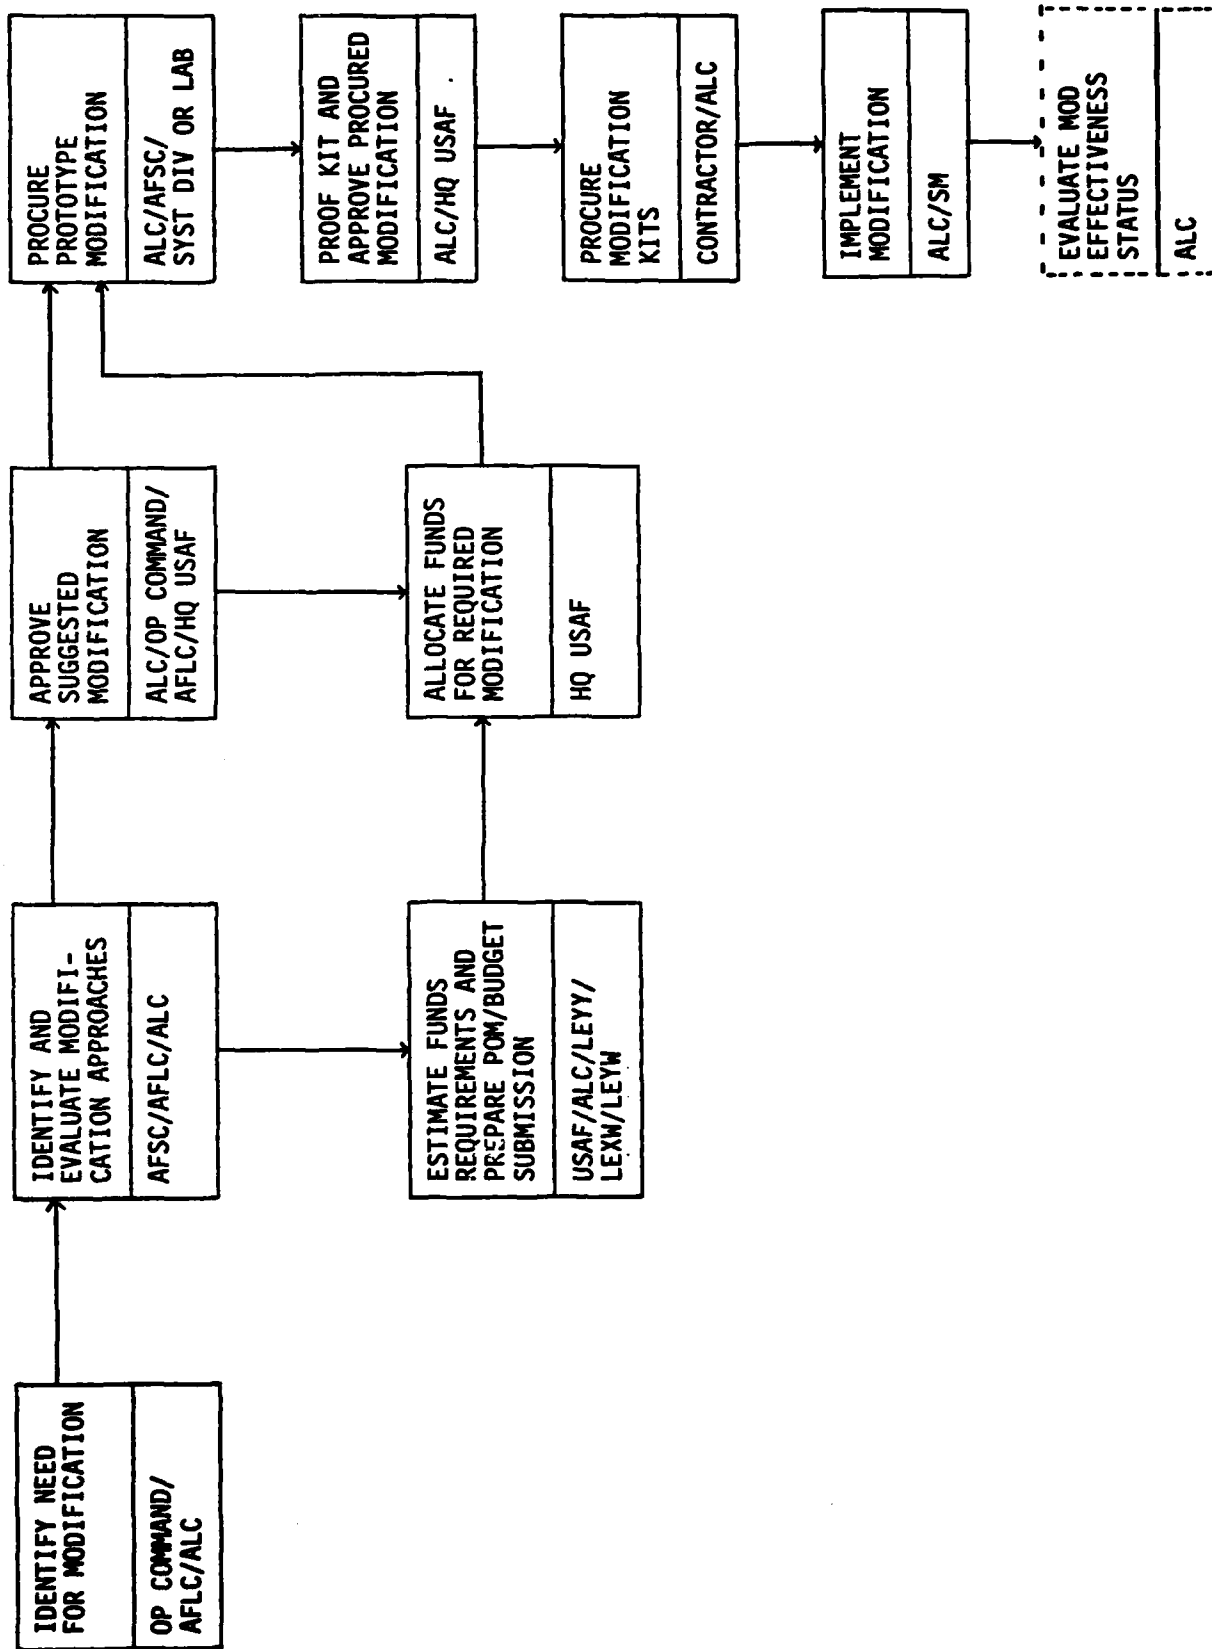 IDENTIFY NEED
FOR MODIFICATION
OP COMMAND/
AFLC/ALC
IDENTIFY AND
EVALUATE MODIFI-
CATION APPROACHES
AFSC/AFLC/ALC
APPROVE
SUGGESTED
MODIFICATION
ALC/OP COMMAND/
AFLC/HQ USAF
PROCURE
PROTOTYPE
MODIFICATION
ALC/AFSC/
SYST DIV OR LAB
ESTIMATE FUNDS
REQUIREMENTS AND
PREPARE POM/BUDGET
SUBMISSION
USAF/ALC/LEYY/
LEXW/LEYW
ALLOCATE FUNDS
FOR REQUIRED
MODIFICATION
HQ USAF
PROOF KIT AND
APPROVE PROCURED
MODIFICATION
ALC/HQ USAF
PROCURE
MODIFICATION
KITS
CONTRACTOR/ALC
IMPLEMENT
MODIFICATION
ALC/SM
EVALUATE MOD
EFFECTIVENESS
STATUS
ALC